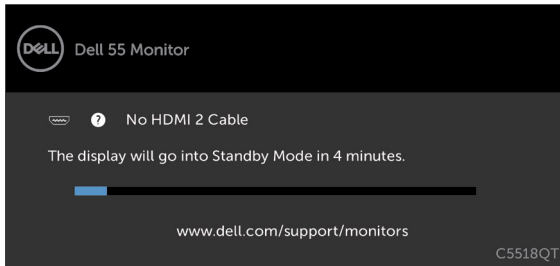 DELL Dell 55 Monitor
? No HDMI 2 Cable
The display will go into Standby Mode in 4 minutes.
www.dell.com/support/monitors
C5518QT